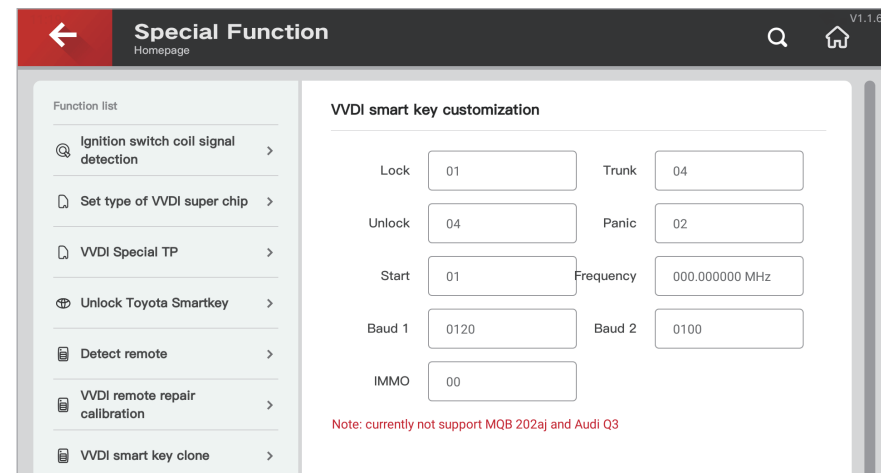 V1.1.6
Special Function
Homepage
Function list
Ignition switch coil signal
detection
Set type of VVDI super chip
VVDI Special TP
Unlock Toyota Smartkey
Detect remote
VVDI remote repair
calibration
VVDI smart key clone
VVDI smart key customization
Lock 01 Trunk 04
Unlock 04 Panic 02
Start 01 Frequency 000.000000 MHz
Baud 1 0120 Baud 2 0100
IMMO 00
Note: currently not support MQB 202aj and Audi Q3